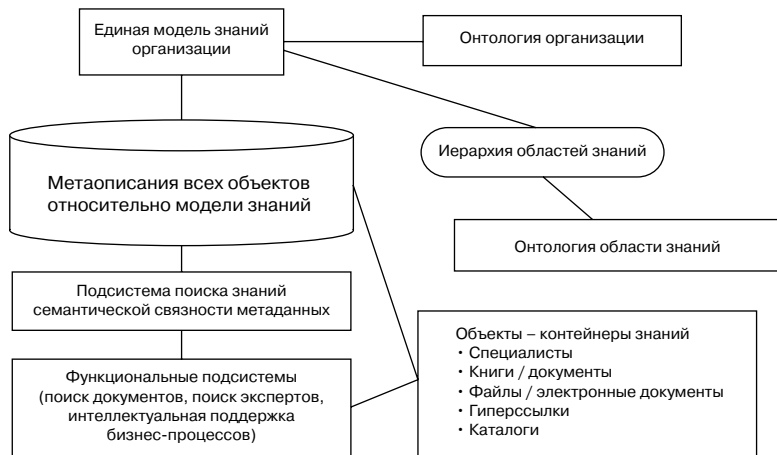 Единая модель знаний
организации
Онтология организации
Иерархия областей знаний
Метаописания всех объектов
относительно модели знаний
Онтология области знаний
Подсистема поиска знаний
семантической связности метаданных
Объекты – контейнеры знаний
• Специалисты
• Книги / документы
• Файлы / электронные документы
• Гиперссылки
• Каталоги
Функциональные подсистемы
(поиск документов, поиск экспертов,
интеллектуальная поддержка
бизнес-процессов)